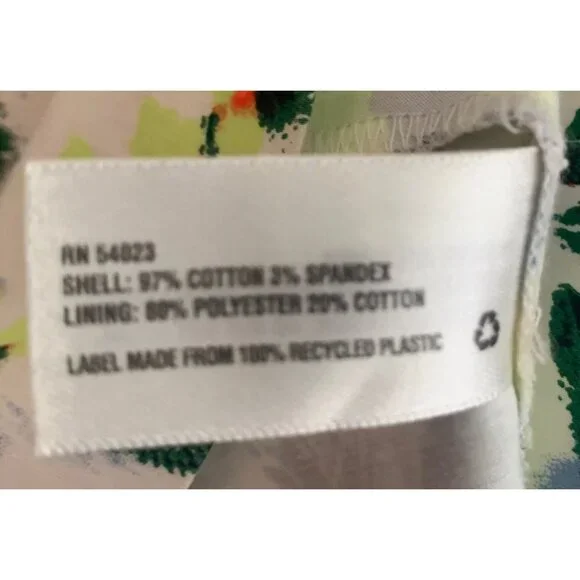 RN 54023
SHELL: 97% COTTON 3% SPANDEX
LINING: 80% POLYESTER 20% COTTON
LABEL MADE FROM 100% RECYCLED PLASTIC